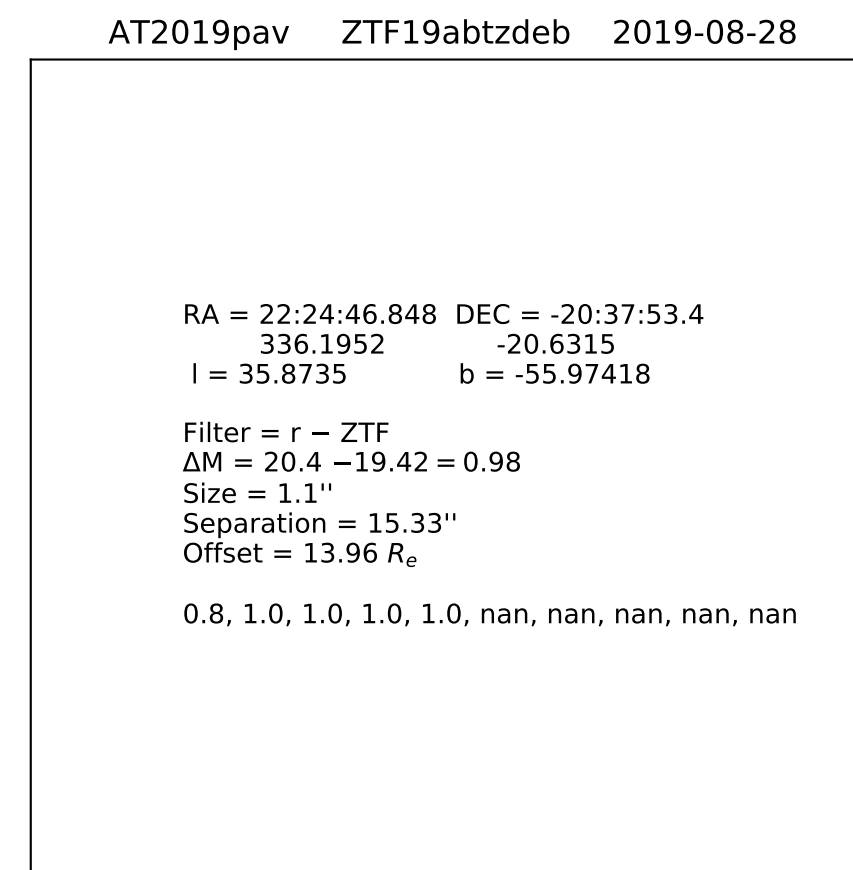 AT2019pav ZTF19abtzdeb 2019-08-28
RA = 22:24:46.848 DEC = -20:37:53.4
336.1952 -20.6315
l = 35.8735 b = -55.97418
Filter = r − ZTF
ΔM = 20.4 −19.42 = 0.98
Size = 1.1''
Separation = 15.33''
Offset = 13.96 Rₑ
0.8, 1.0, 1.0, 1.0, 1.0, nan, nan, nan, nan, nan